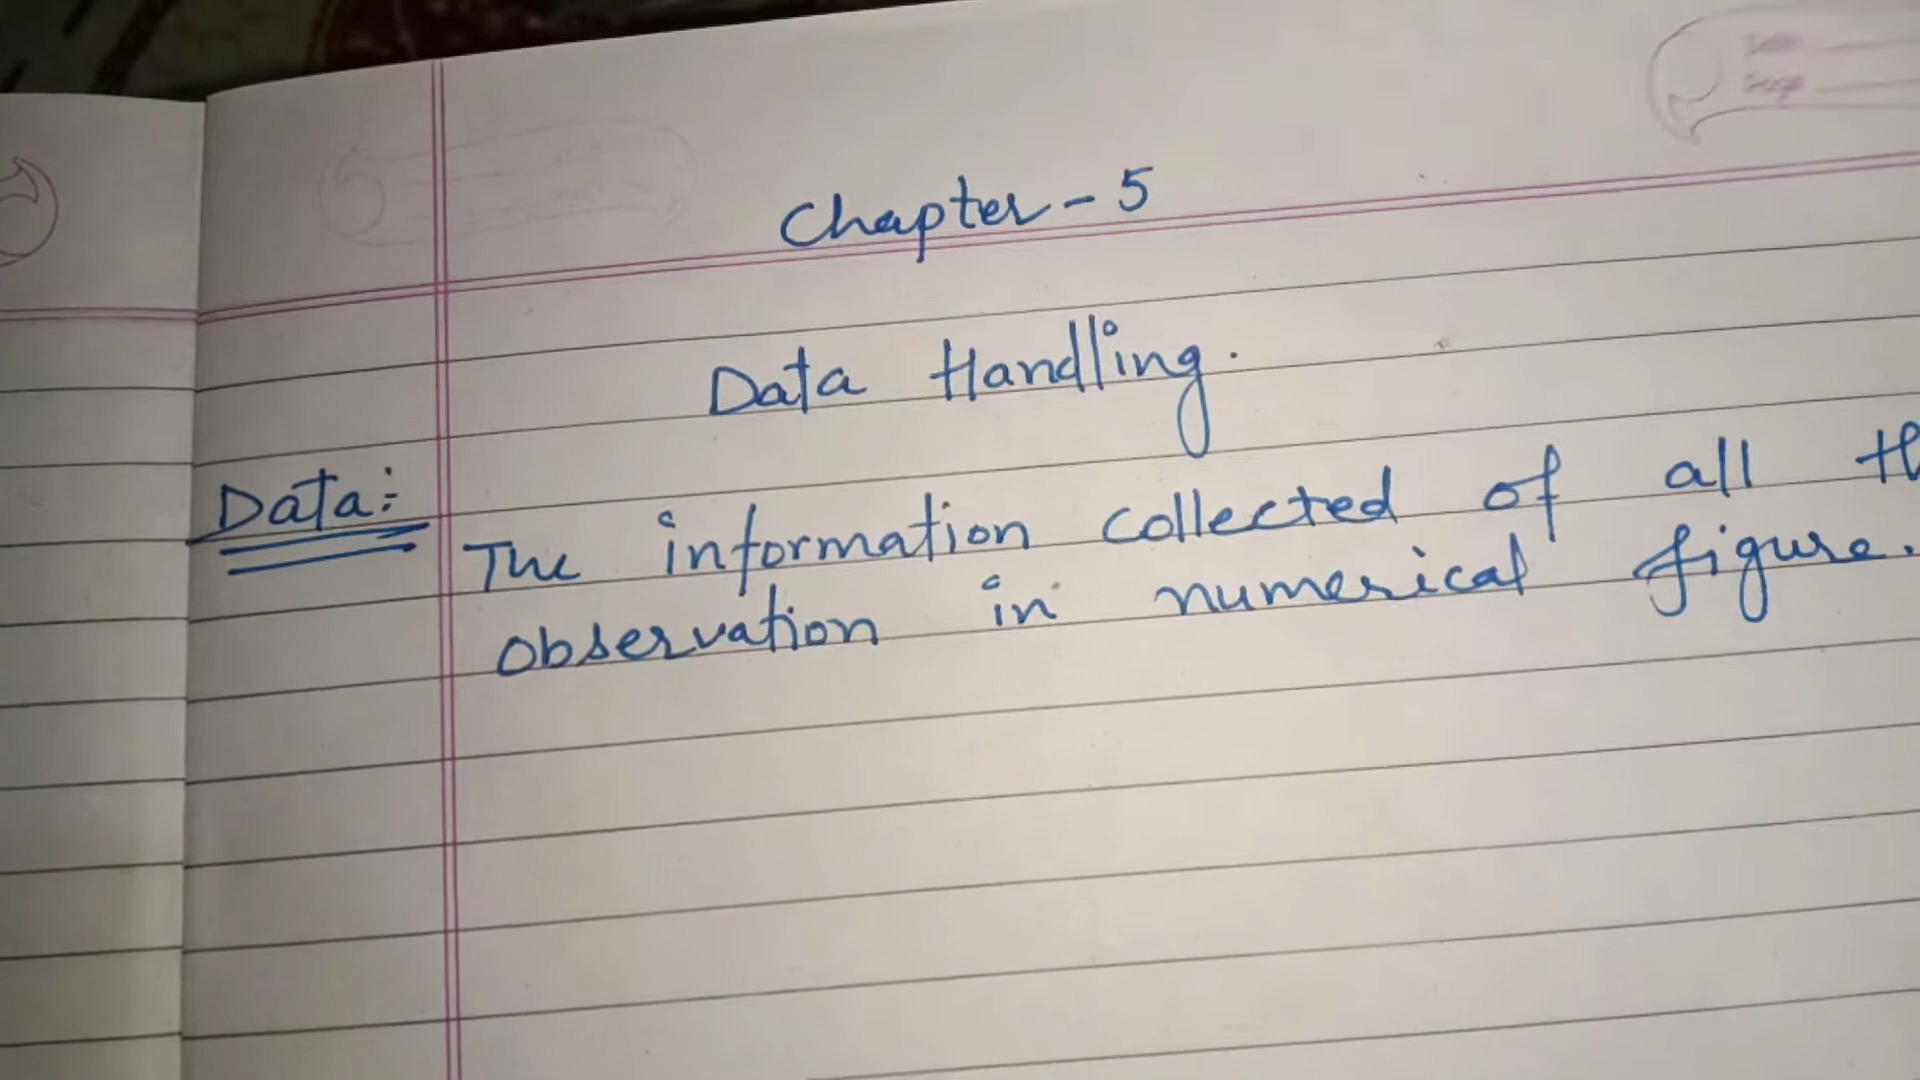 Chapter - 5
Data Handling.
Data:-
The information collected of all
observation in numerical figure.